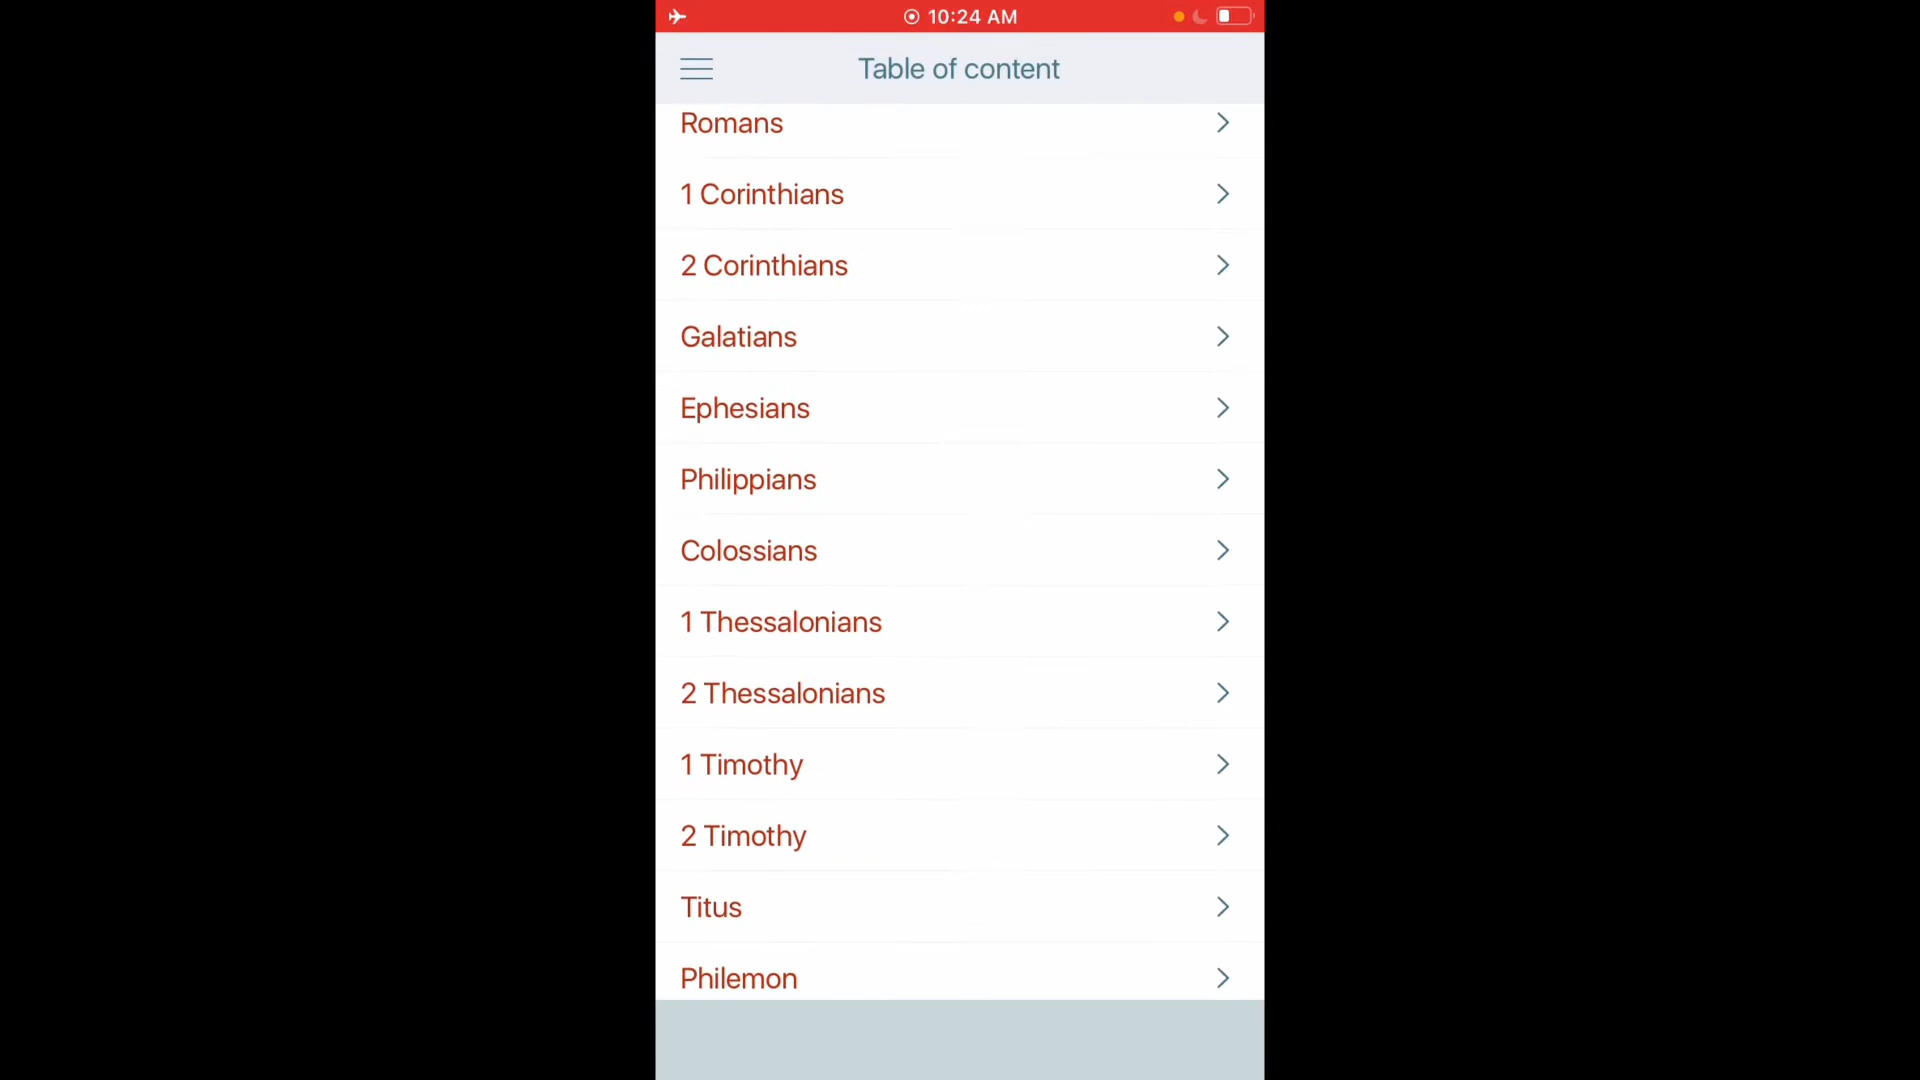 10:24 AM
Table of content
Romans
1 Corinthians
2 Corinthians
Galatians
Ephesians
Philippians
Colossians
1 Thessalonians
2 Thessalonians
1 Timothy
2 Timothy
Titus
Philemon